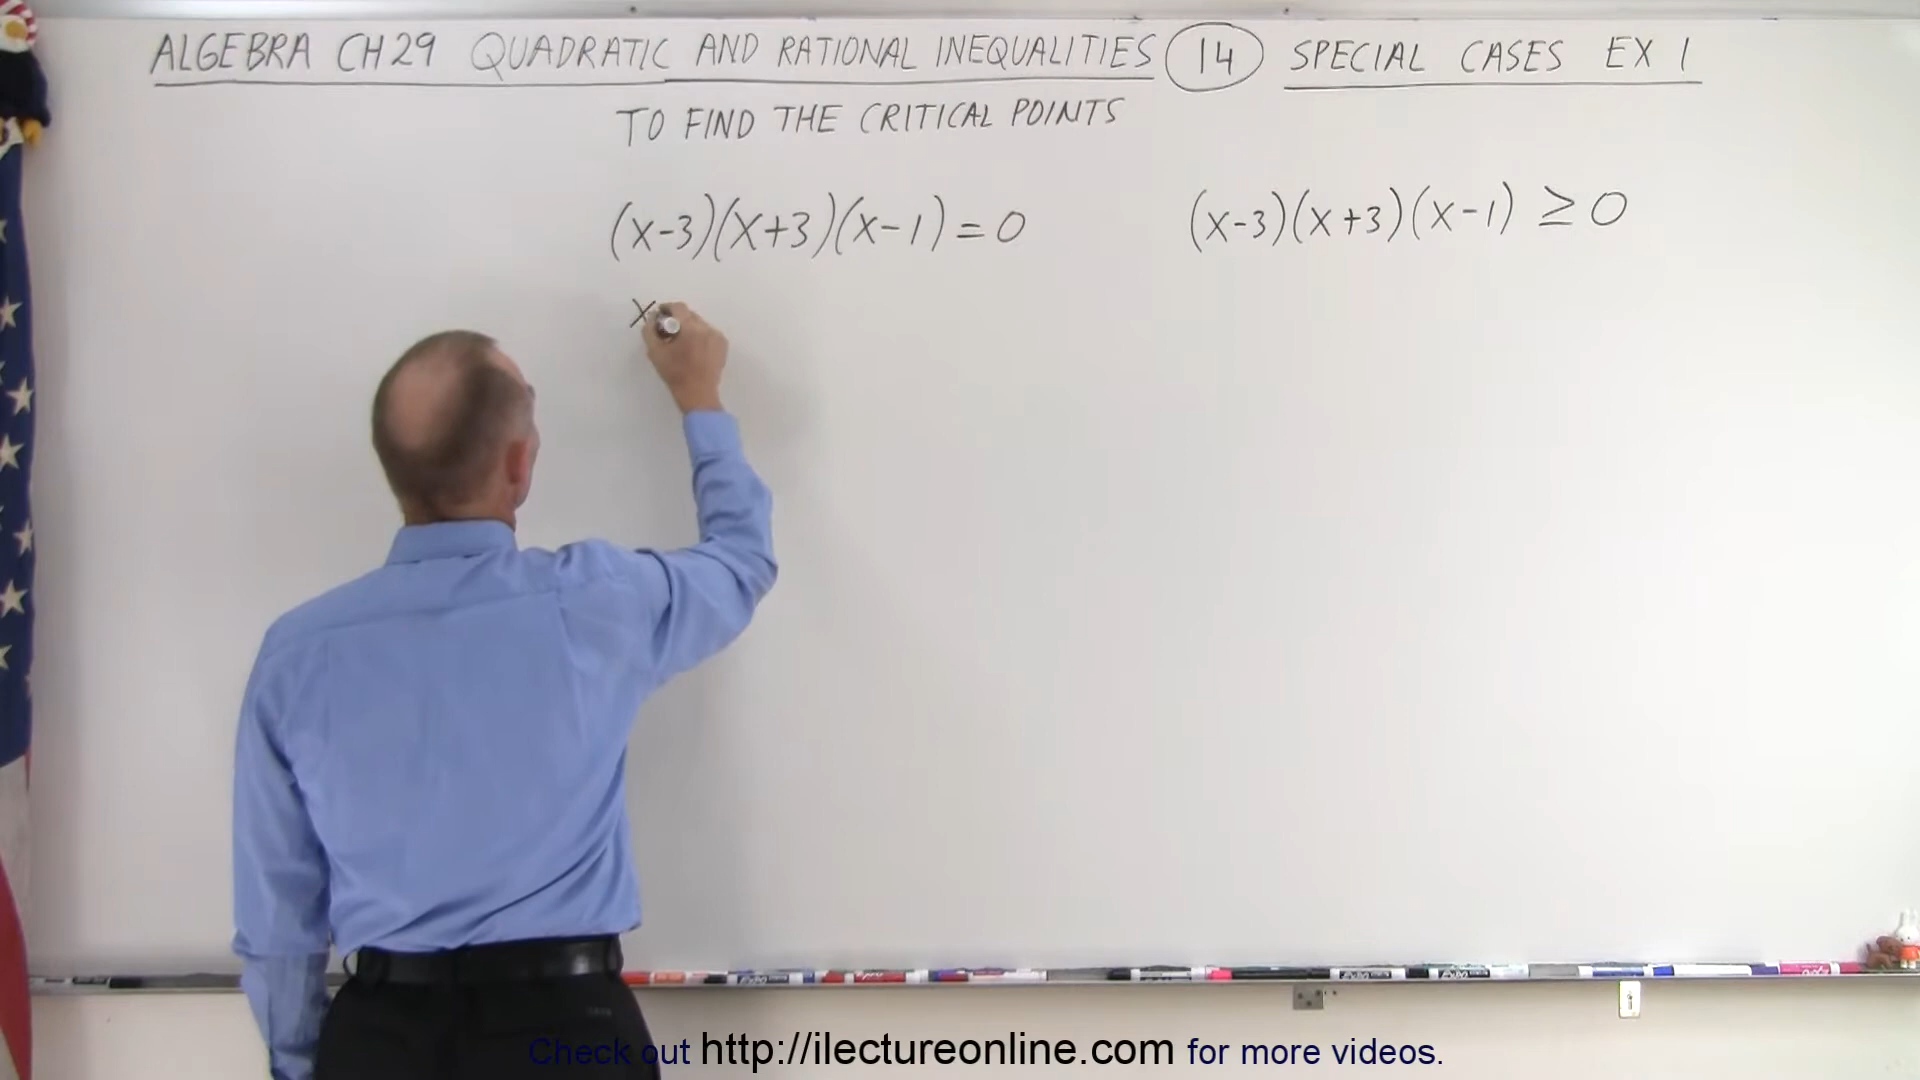 ALGEBRA CH29 QUADRATIC AND RATIONAL INEQUALITIES 14 SPECIAL CASES EX 1
TO FIND THE CRITICAL POINTS
(x-3)(x+3)(x-1)=0
(x-3)(x+3)(x-1) ≥ 0
x
Check out http://ilectureonline.com for more videos.